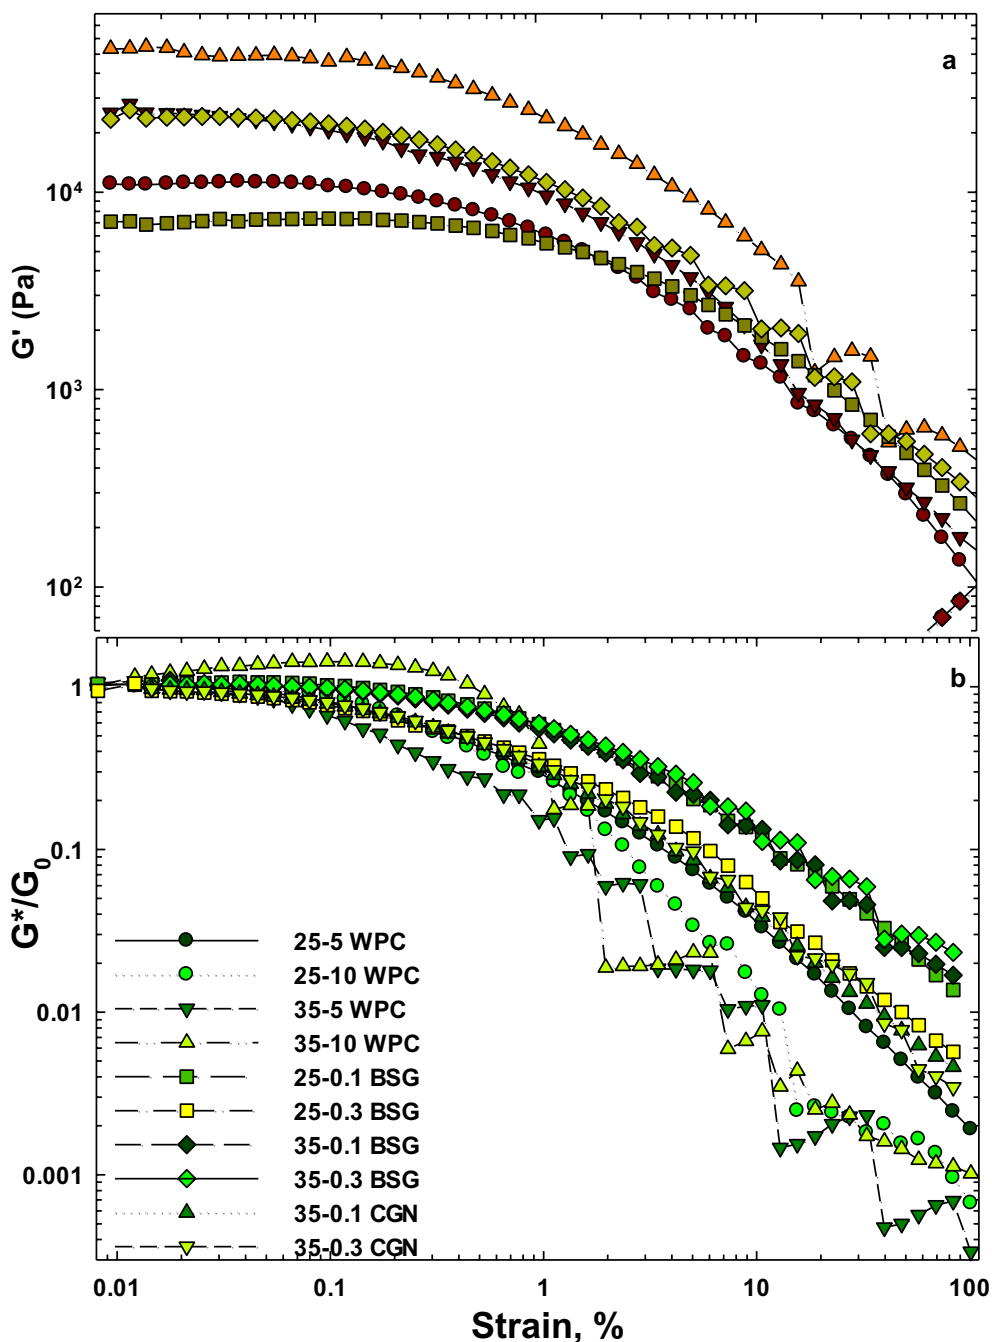 a
10⁴
10³
10²
G' (Pa)
b
1
0.1
0.01
0.001
G*/G₀
25-5 WPC
25-10 WPC
35-5 WPC
35-10 WPC
25-0.1 BSG
25-0.3 BSG
35-0.1 BSG
35-0.3 BSG
35-0.1 CGN
35-0.3 CGN
0.01 0.1 1 10 100
Strain, %